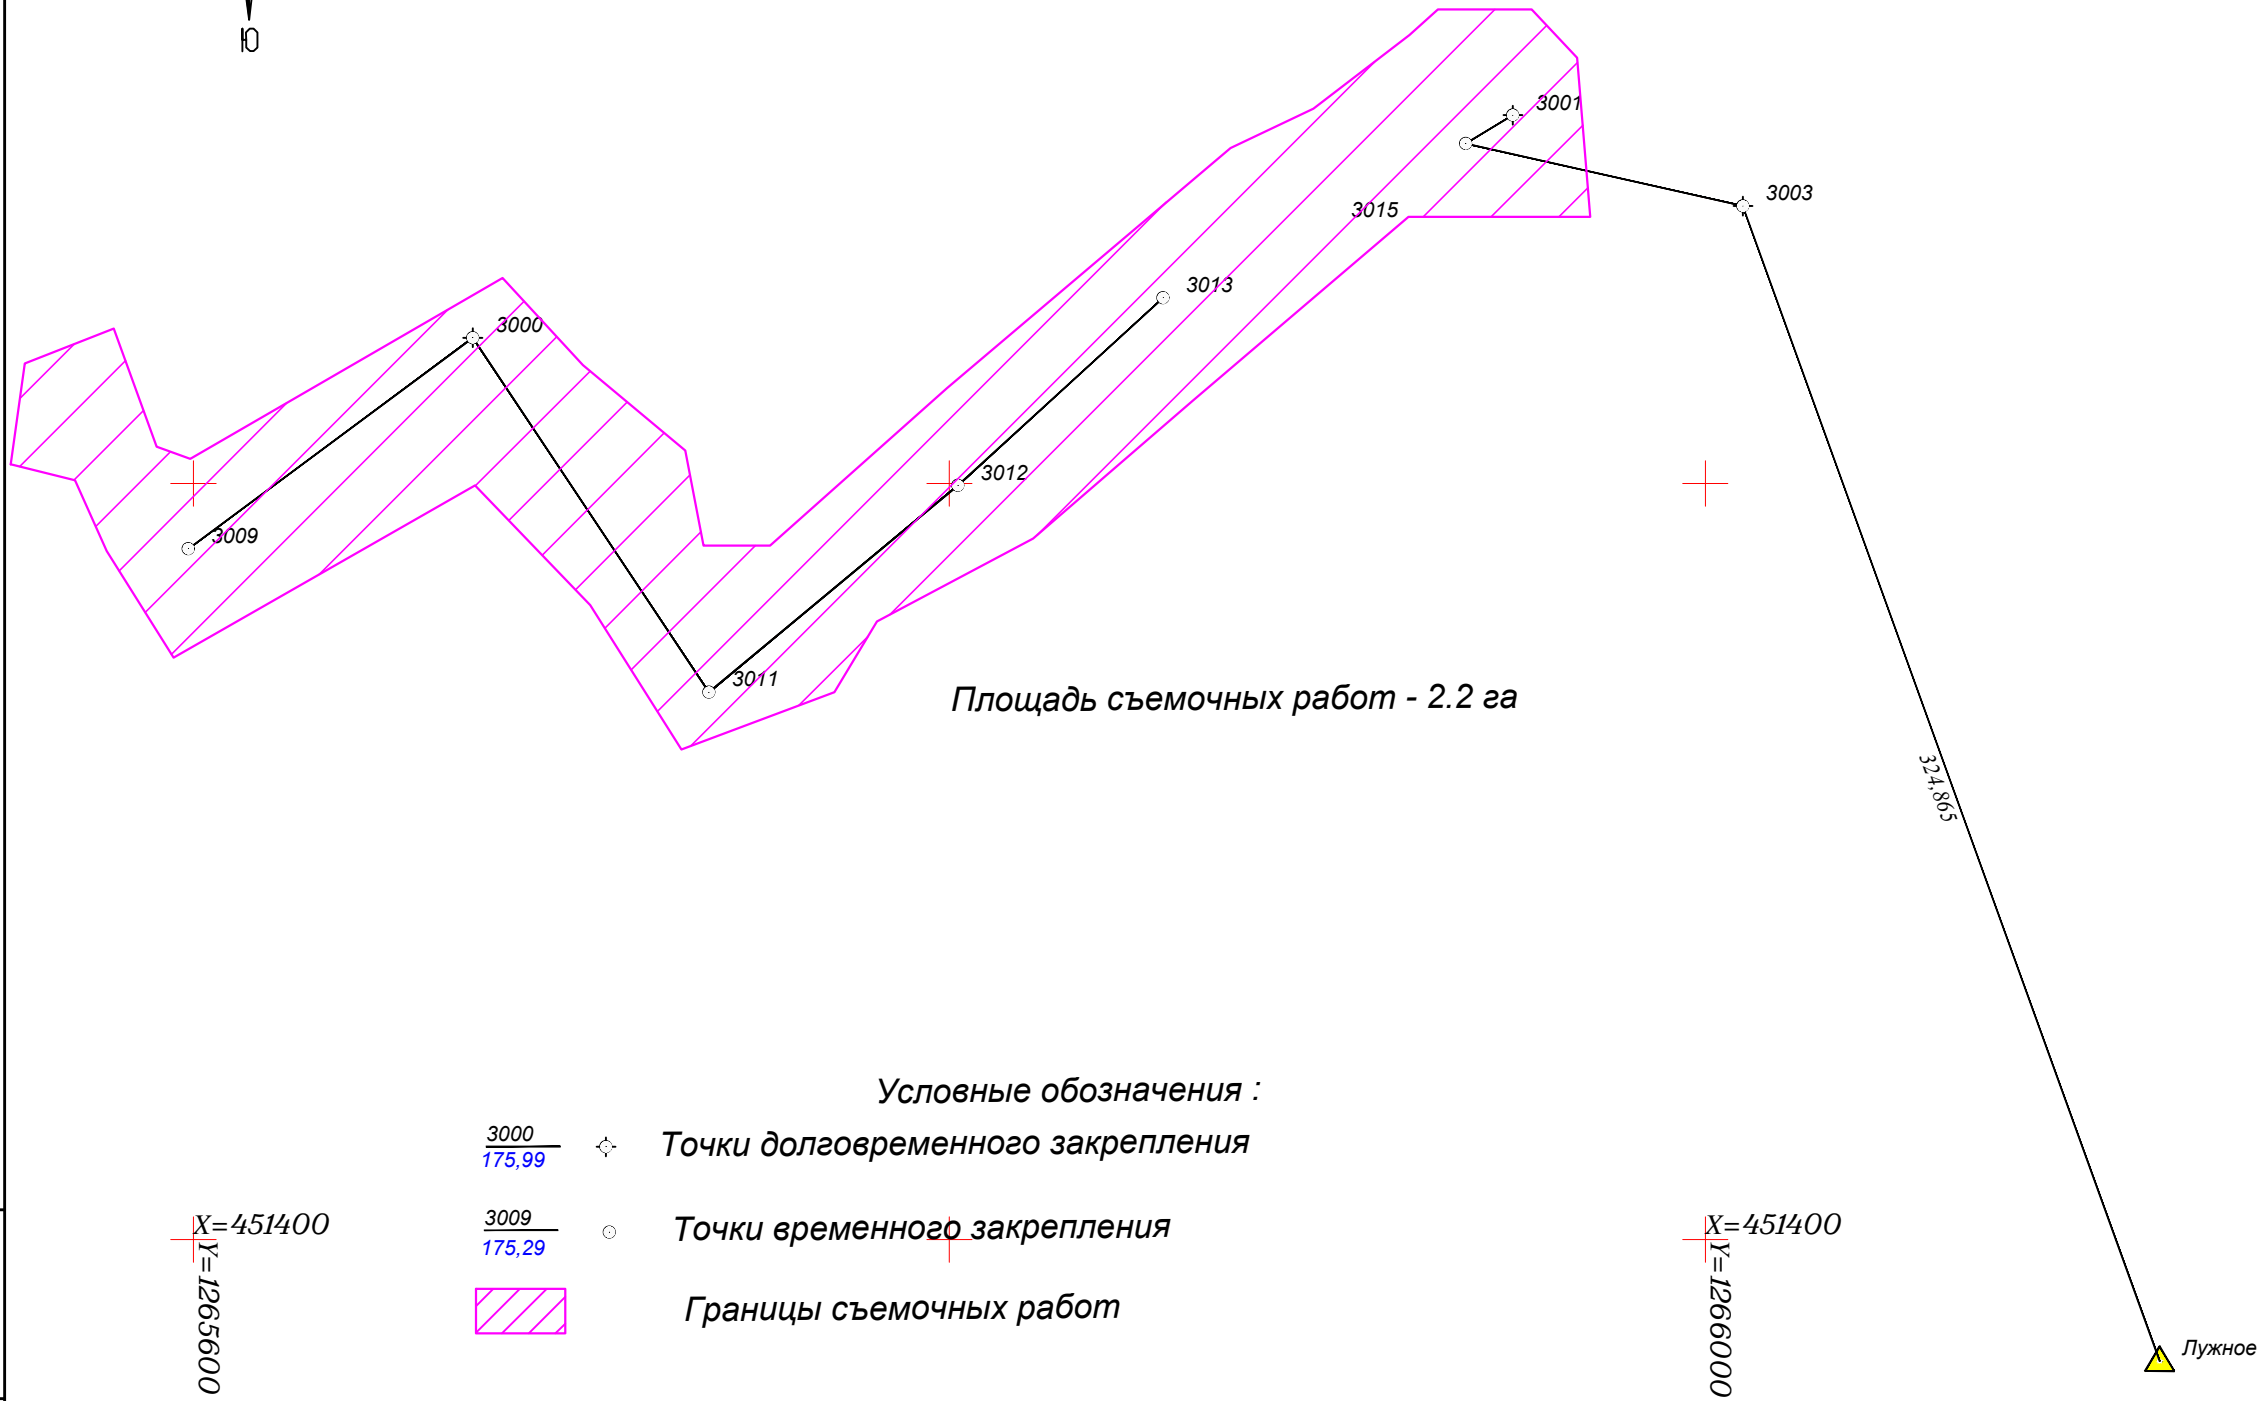 Ю
3001
3003
3015
3013
3000
3012
3009
3011
Площадь съемочных работ - 2.2 га
324,865
Условные обозначения :
3000
175,99
Точки долговременного закрепления
3009
175,29
Точки временного закрепления
Границы съемочных работ
X=451400
Y=1265600
X=451400
Y=1266000
Лужное